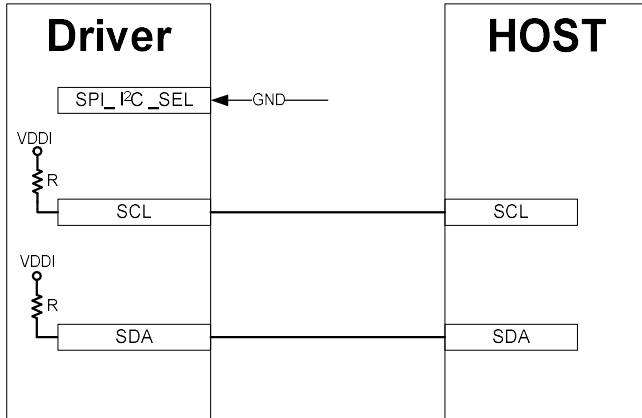 Driver
HOST
SPI_I²C_SEL
GND
VDDI
R
SCL
SCL
VDDI
R
SDA
SDA